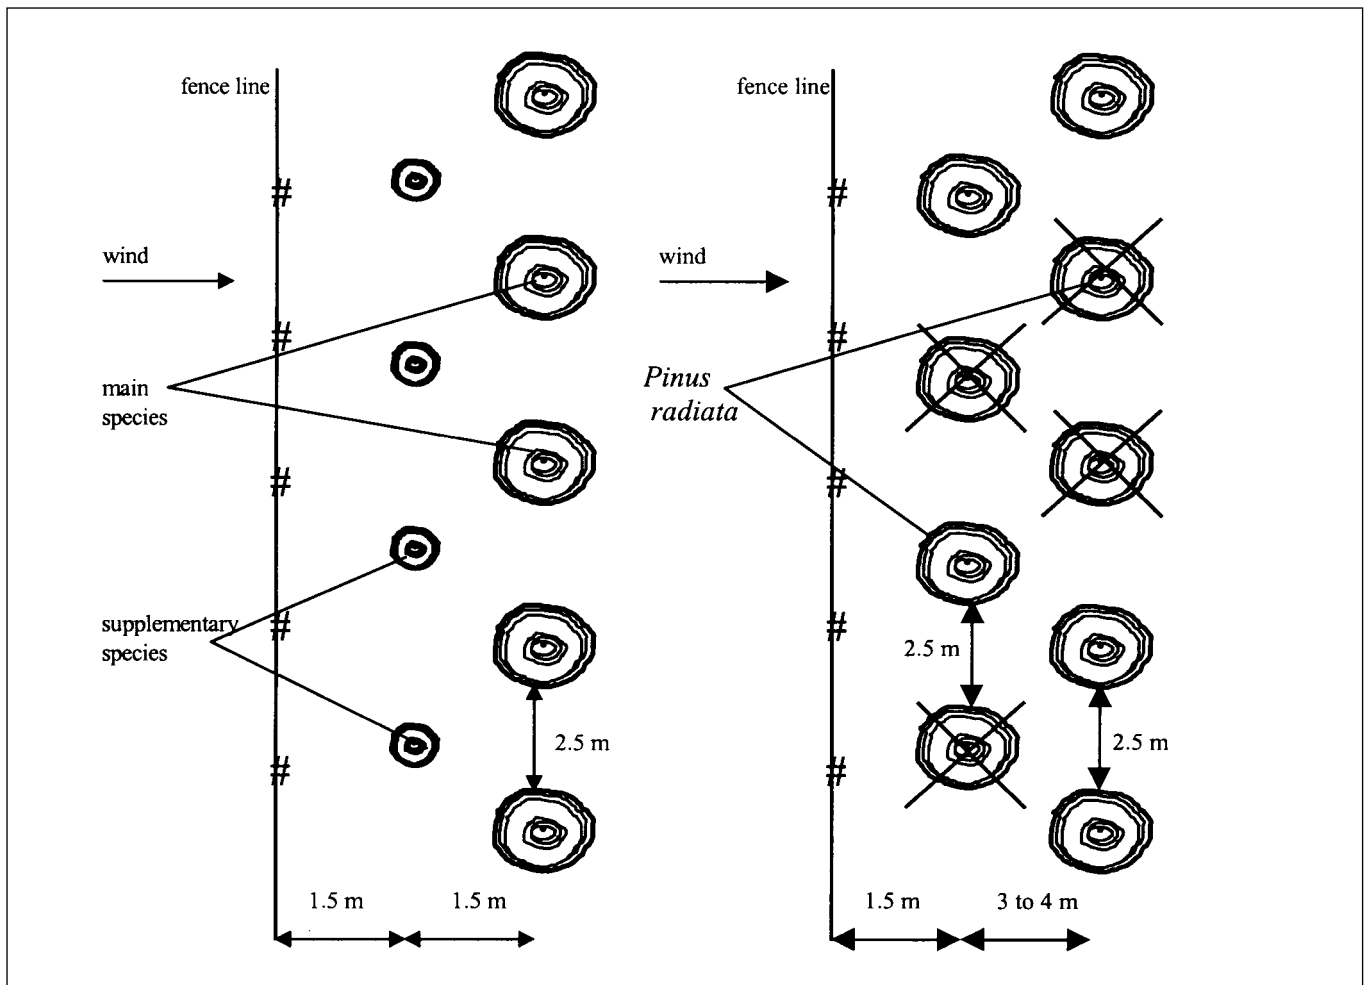 fence line
wind
main
species
supplementary
species
2.5 m
1.5 m
1.5 m
fence line
wind
Pinus
radiata
2.5 m
2.5 m
1.5 m
3 to 4 m